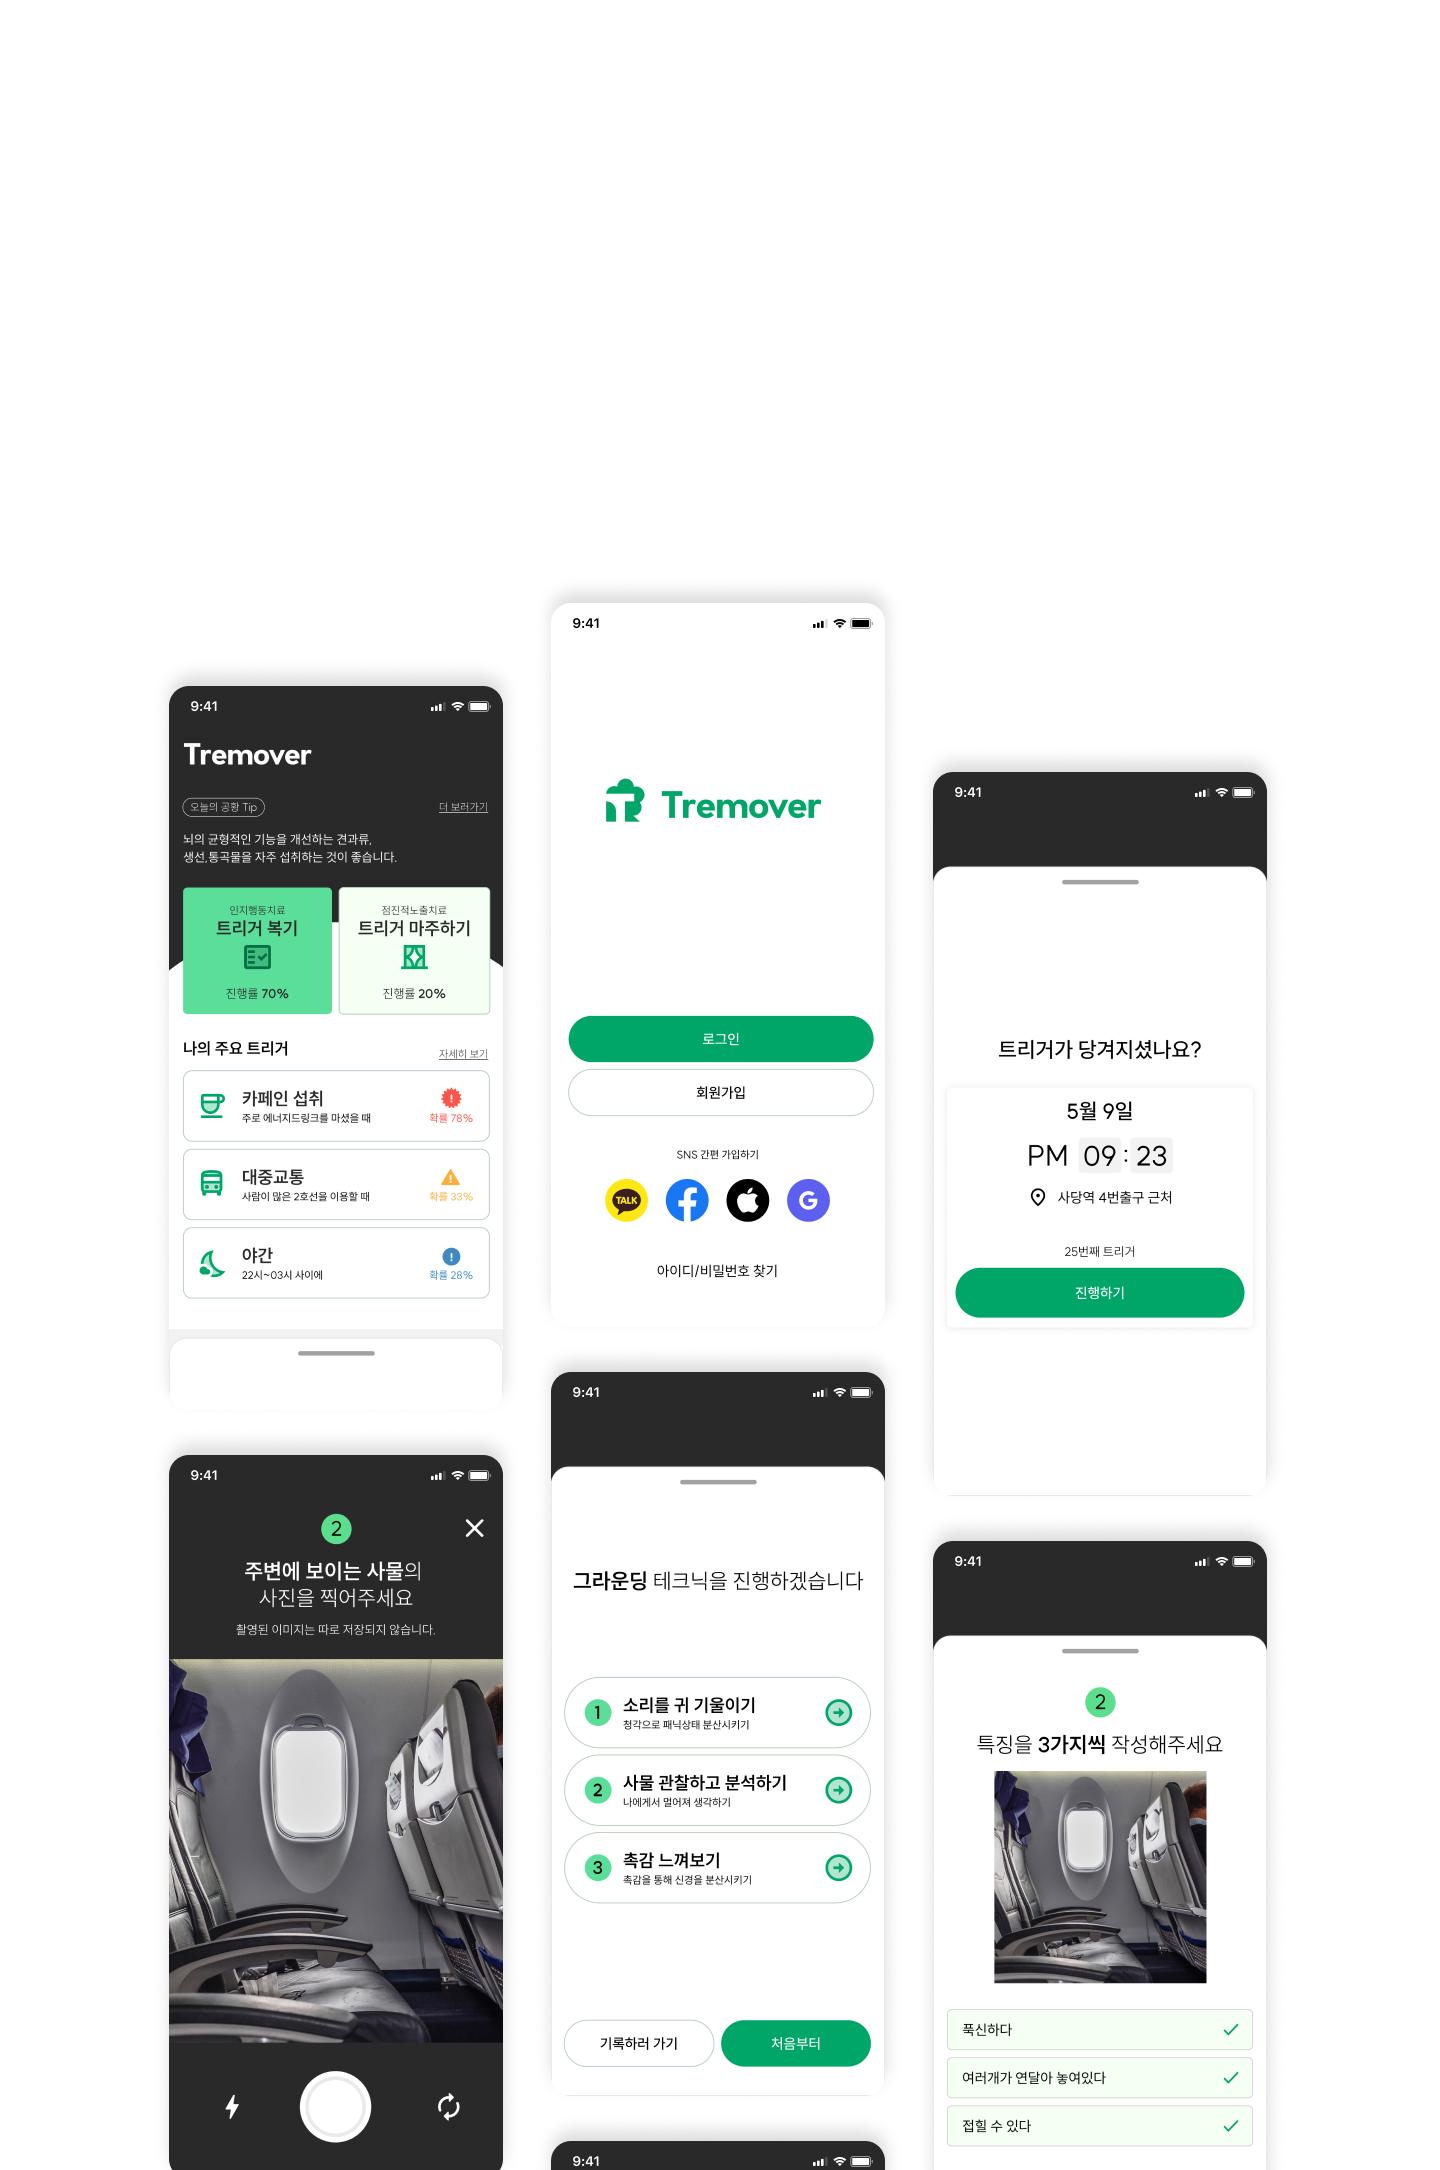 9:41
Tremover
오늘의 공황 Tip
더 보러가기
뇌의 균형적인 기능을 개선하는 견과류,
생선,통곡물을 자주 섭취하는 것이 좋습니다.
인지행동치료
트리거 복기
진행률 70%
점진적노출치료
트리거 마주하기
진행률 20%
나의 주요 트리거
자세히 보기
카페인 섭취
주로 에너지드링크를 마셨을 때
확률 78%
대중교통
사람이 많은 2호선을 이용할 때
확률 33%
야간
22시~03시 사이에
확률 28%
9:41
2
주변에 보이는 사물의
사진을 찍어주세요
촬영된 이미지는 따로 저장되지 않습니다.
9:41
Tremover
로그인
회원가입
SNS 간편 가입하기
TALK
G
아이디/비밀번호 찾기
9:41
그라운딩 테크닉을 진행하겠습니다
1
소리를 귀 기울이기
청각으로 패닉상태 분산시키기
2
사물 관찰하고 분석하기
나에게서 멀어져 생각하기
3
촉감 느껴보기
촉감을 통해 신경을 분산시키기
기록하러 가기
처음부터
9:41
9:41
트리거가 당겨지셨나요?
5월 9일
PM 09:23
사당역 4번출구 근처
25번째 트리거
진행하기
9:41
2
특징을 3가지씩 작성해주세요
푹신하다
여러개가 연달아 놓여있다
접힐 수 있다